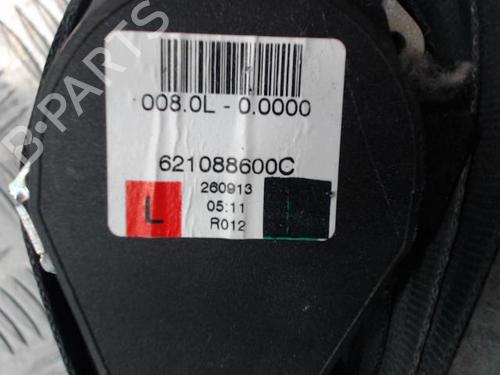 008.0L - 0.0000
621088600C
L
260913
05:11
R012
B-PARTS